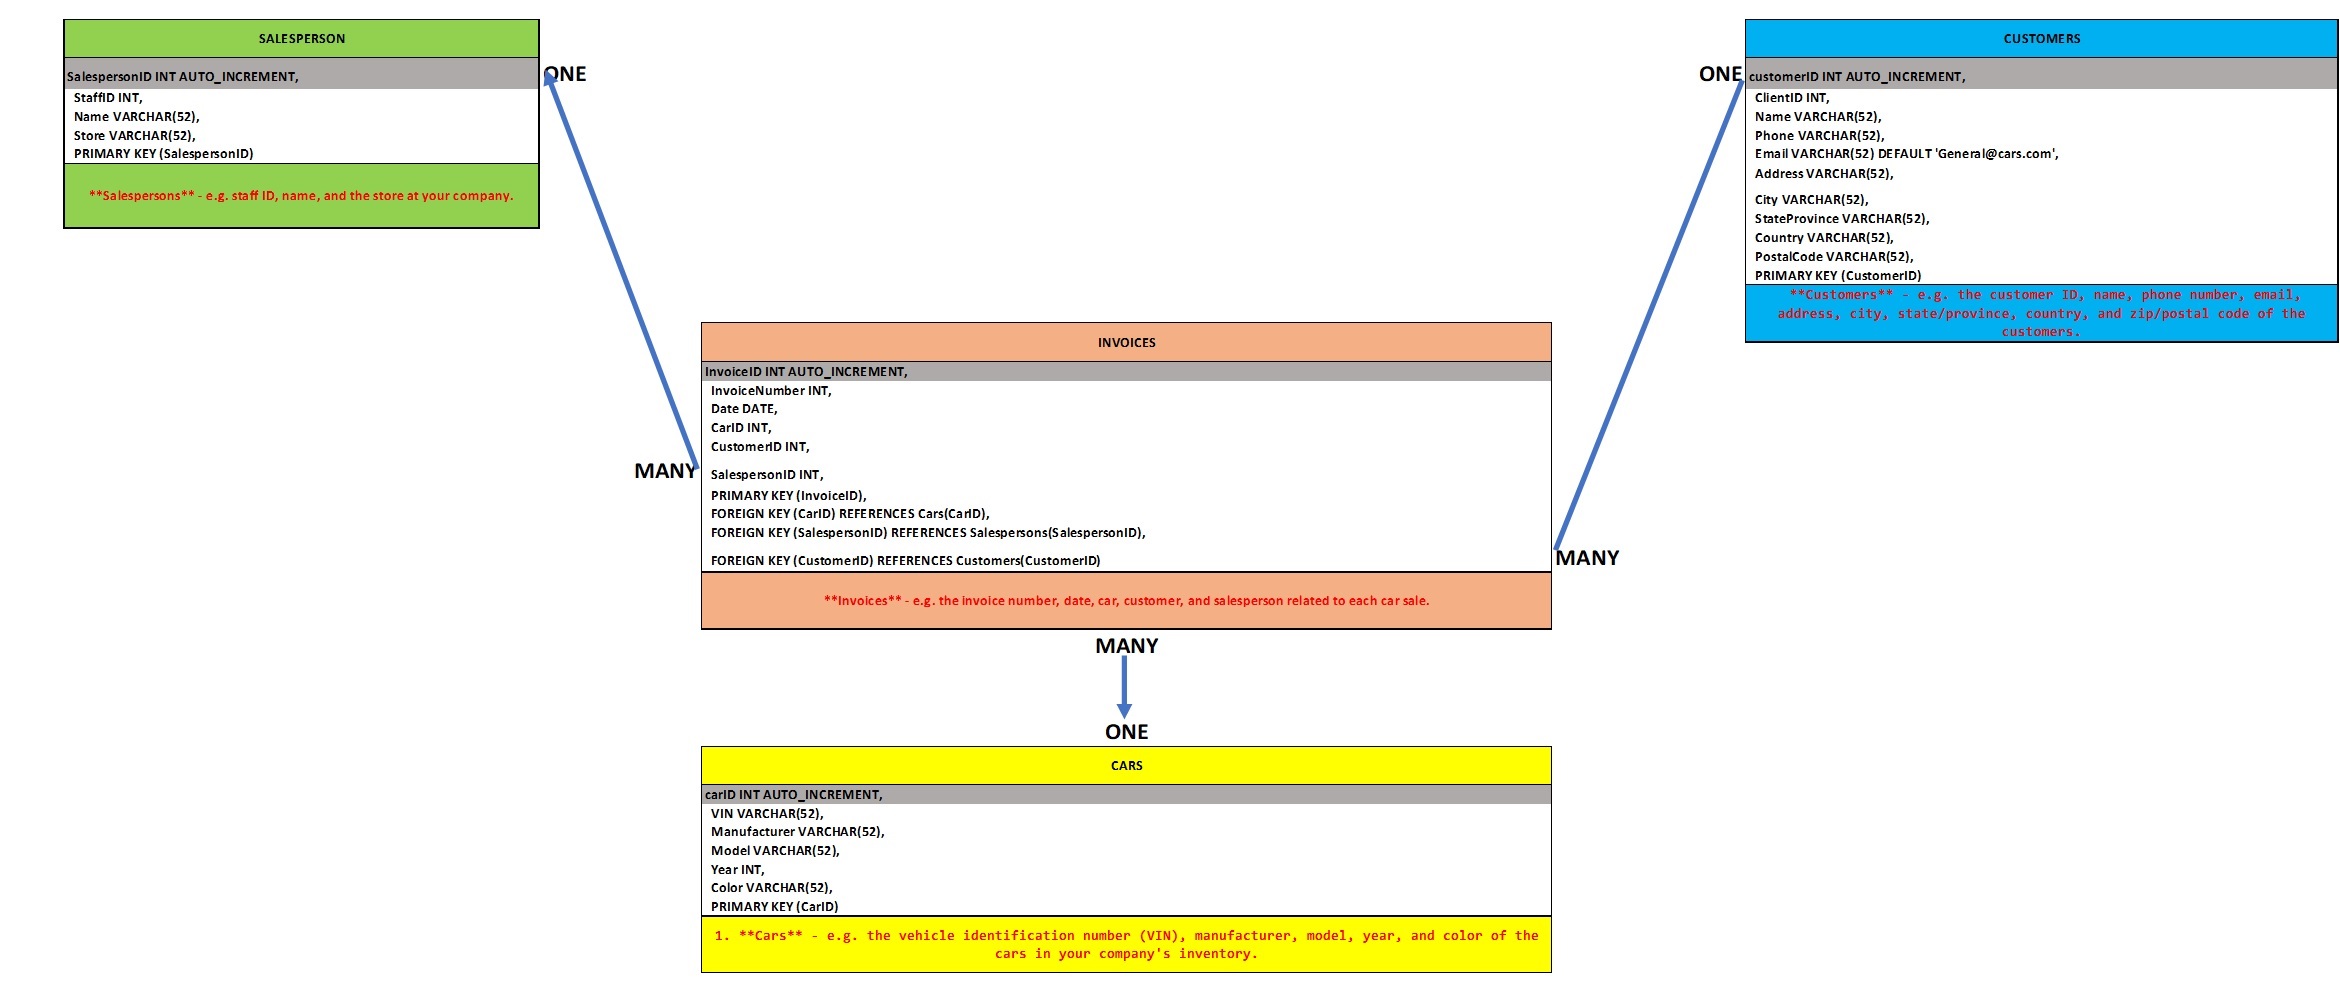 SALESPERSON
SalespersonID INT AUTO_INCREMENT,
StaffID INT,
Name VARCHAR(52),
Store VARCHAR(52),
PRIMARY KEY (SalespersonID)
**Salespersons** - e.g. staff ID, name, and the store at your company.
ONE
MANY
CUSTOMERS
ONE
customerID INT AUTO_INCREMENT,
ClientID INT,
Name VARCHAR(52),
Phone VARCHAR(52),
Email VARCHAR(52) DEFAULT 'General@cars.com',
Address VARCHAR(52),
City VARCHAR(52),
StateProvince VARCHAR(52),
Country VARCHAR(52),
PostalCode VARCHAR(52),
PRIMARY KEY (CustomerID)
**Customers** - e.g. the customer ID, name, phone number, email,
address, city, state/province, country, and zip/postal code of the
customers.
INVOICES
InvoiceID INT AUTO_INCREMENT,
InvoiceNumber INT,
Date DATE,
CarID INT,
CustomerID INT,
SalespersonID INT,
PRIMARY KEY (InvoiceID),
FOREIGN KEY (CarID) REFERENCES Cars(CarID),
FOREIGN KEY (SalespersonID) REFERENCES Salespersons(SalespersonID),
FOREIGN KEY (CustomerID) REFERENCES Customers(CustomerID)
MANY
**Invoices** - e.g. the invoice number, date, car, customer, and salesperson related to each car sale.
MANY
ONE
CARS
carID INT AUTO_INCREMENT,
VIN VARCHAR(52),
Manufacturer VARCHAR(52),
Model VARCHAR(52),
Year INT,
Color VARCHAR(52),
PRIMARY KEY (CarID)
1. **Cars** - e.g. the vehicle identification number (VIN), manufacturer, model, year, and color of the
cars in your company's inventory.